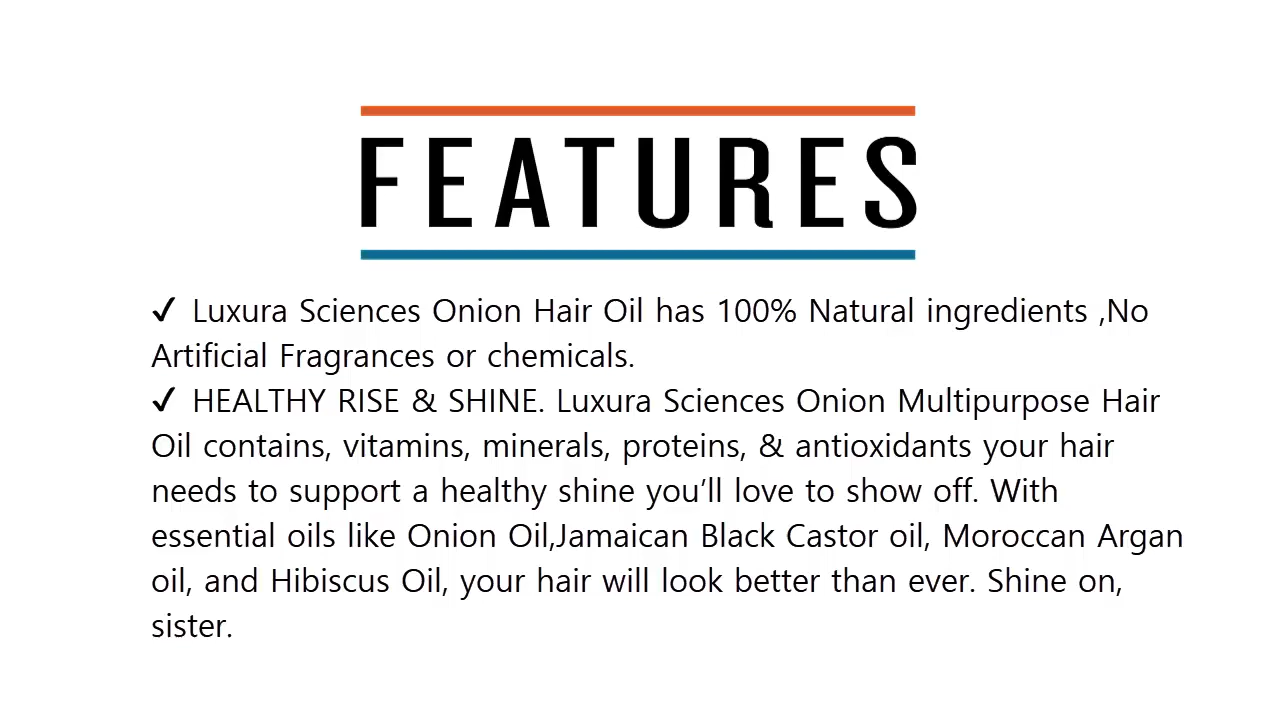 FEATURES
✓ Luxura Sciences Onion Hair Oil has 100% Natural ingredients ,No
Artificial Fragrances or chemicals.
✓ HEALTHY RISE & SHINE. Luxura Sciences Onion Multipurpose Hair
Oil contains, vitamins, minerals, proteins, & antioxidants your hair
needs to support a healthy shine you’ll love to show off. With
essential oils like Onion Oil,Jamaican Black Castor oil, Moroccan Argan
oil, and Hibiscus Oil, your hair will look better than ever. Shine on,
sister.